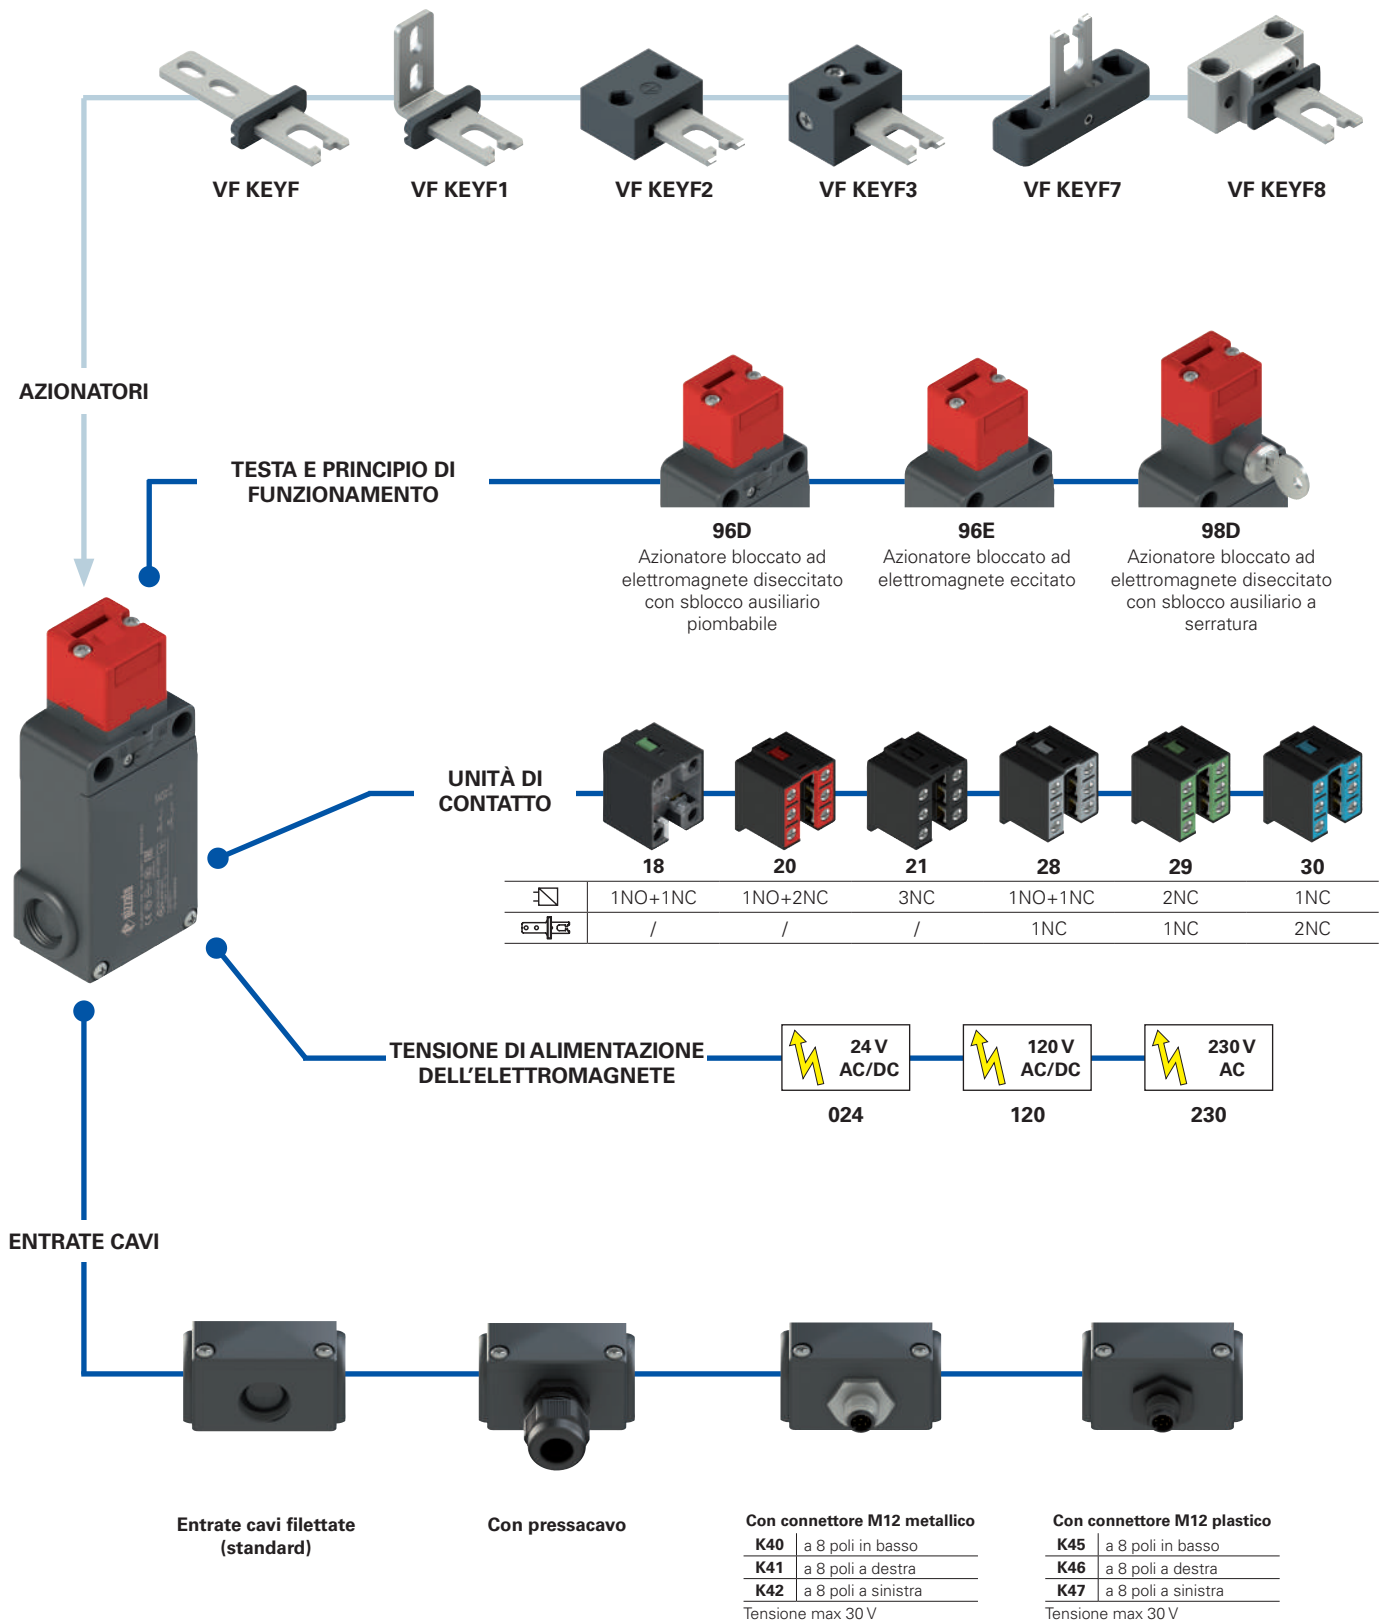 VF KEYF
VF KEYF1
VF KEYF2
VF KEYF3
VF KEYF7
VF KEYF8
AZIONATORI
TESTA E PRINCIPIO DI
FUNZIONAMENTO
96D
Azionatore bloccato ad
elettromagnete diseccitato
con sblocco ausiliario
piombabile
96E
Azionatore bloccato ad
elettromagnete eccitato
98D
Azionatore bloccato ad
elettromagnete diseccitato
con sblocco ausiliario a
serratura
UNITÀ DI
CONTATTO
18 20 21 28 29 30
1NO+1NC 1NO+2NC 3NC 1NO+1NC 2NC 1NC
/ / / 1NC 1NC 2NC
pizzato
TENSIONE DI ALIMENTAZIONE
DELL'ELETTROMAGNETE
24 V
AC/DC
024
120 V
AC/DC
120
230 V
AC
230
ENTRATE CAVI
Entrate cavi filettate
(standard)
Con pressacavo
Con connettore M12 metallico
K40 a 8 poli in basso
K41 a 8 poli a destra
K42 a 8 poli a sinistra
Tensione max 30 V
Con connettore M12 plastico
K45 a 8 poli in basso
K46 a 8 poli a destra
K47 a 8 poli a sinistra
Tensione max 30 V